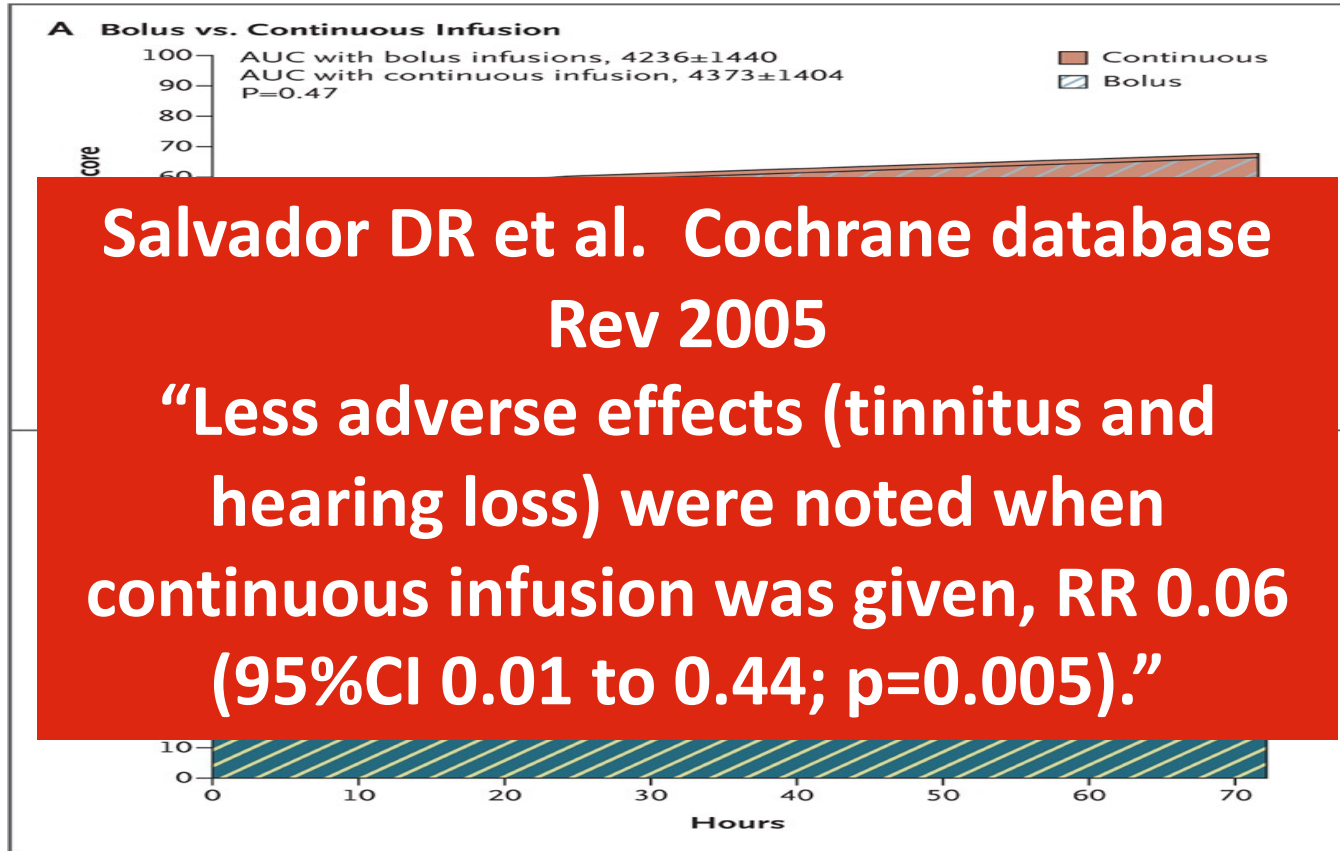 A Bolus vs. Continuous Infusion
100
AUC with bolus infusions, 4236±1440
AUC with continuous infusion, 4373±1404
P=0.47
Continuous
Bolus
90
80
70
Salvador DR et al. Cochrane database
Rev 2005
“Less adverse effects (tinnitus and
hearing loss) were noted when
continuous infusion was given, RR 0.06
(95%CI 0.01 to 0.44; p=0.005).”
10
0
0 10 20 30 40 50 60 70
Hours